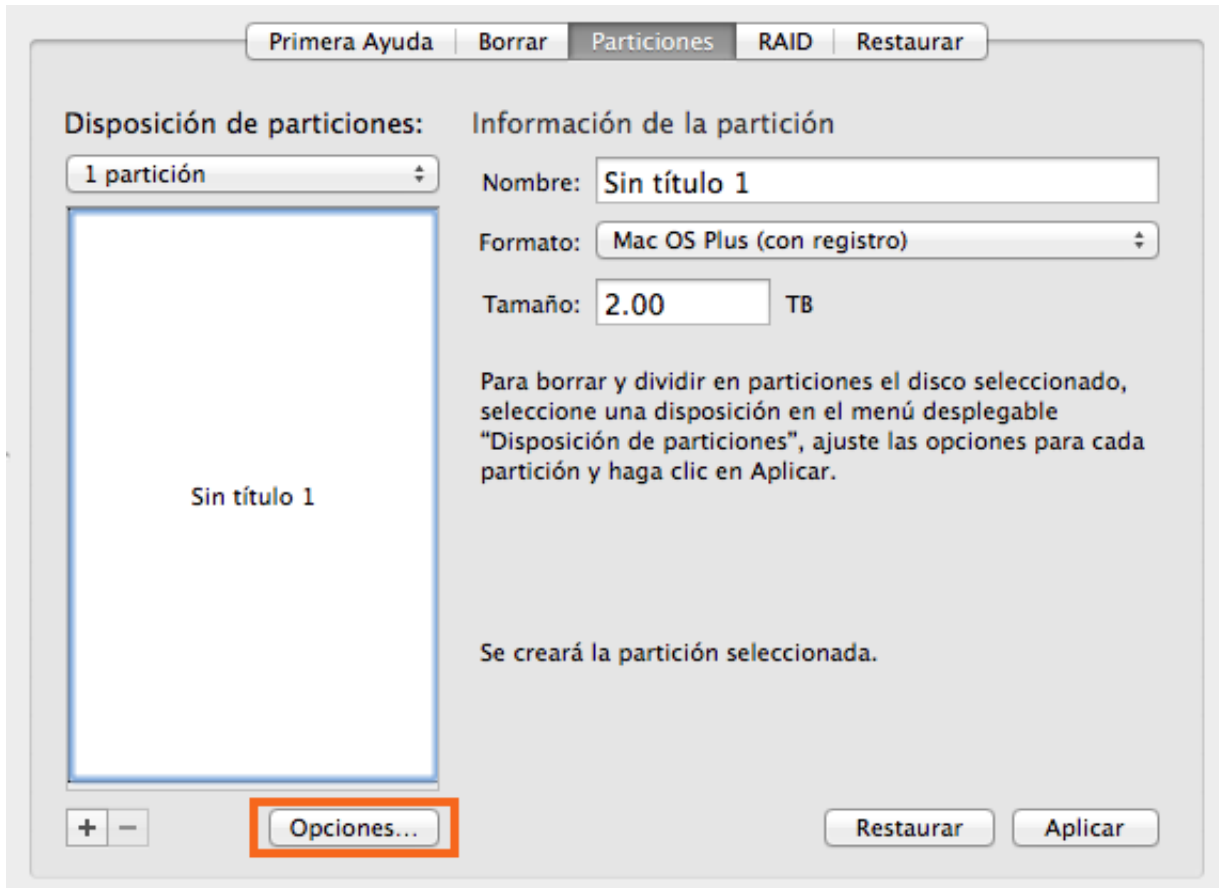 Primera Ayuda Borrar Particiones RAID Restaurar
Disposición de particiones:
1 partición
Sin título 1
Información de la partición
Nombre: Sin título 1
Formato: Mac OS Plus (con registro)
Tamaño: 2.00 TB
Para borrar y dividir en particiones el disco seleccionado,
seleccione una disposición en el menú desplegable
“Disposición de particiones”, ajuste las opciones para cada
partición y haga clic en Aplicar.
Se creará la partición seleccionada.
+ − Opciones... Restaurar Aplicar